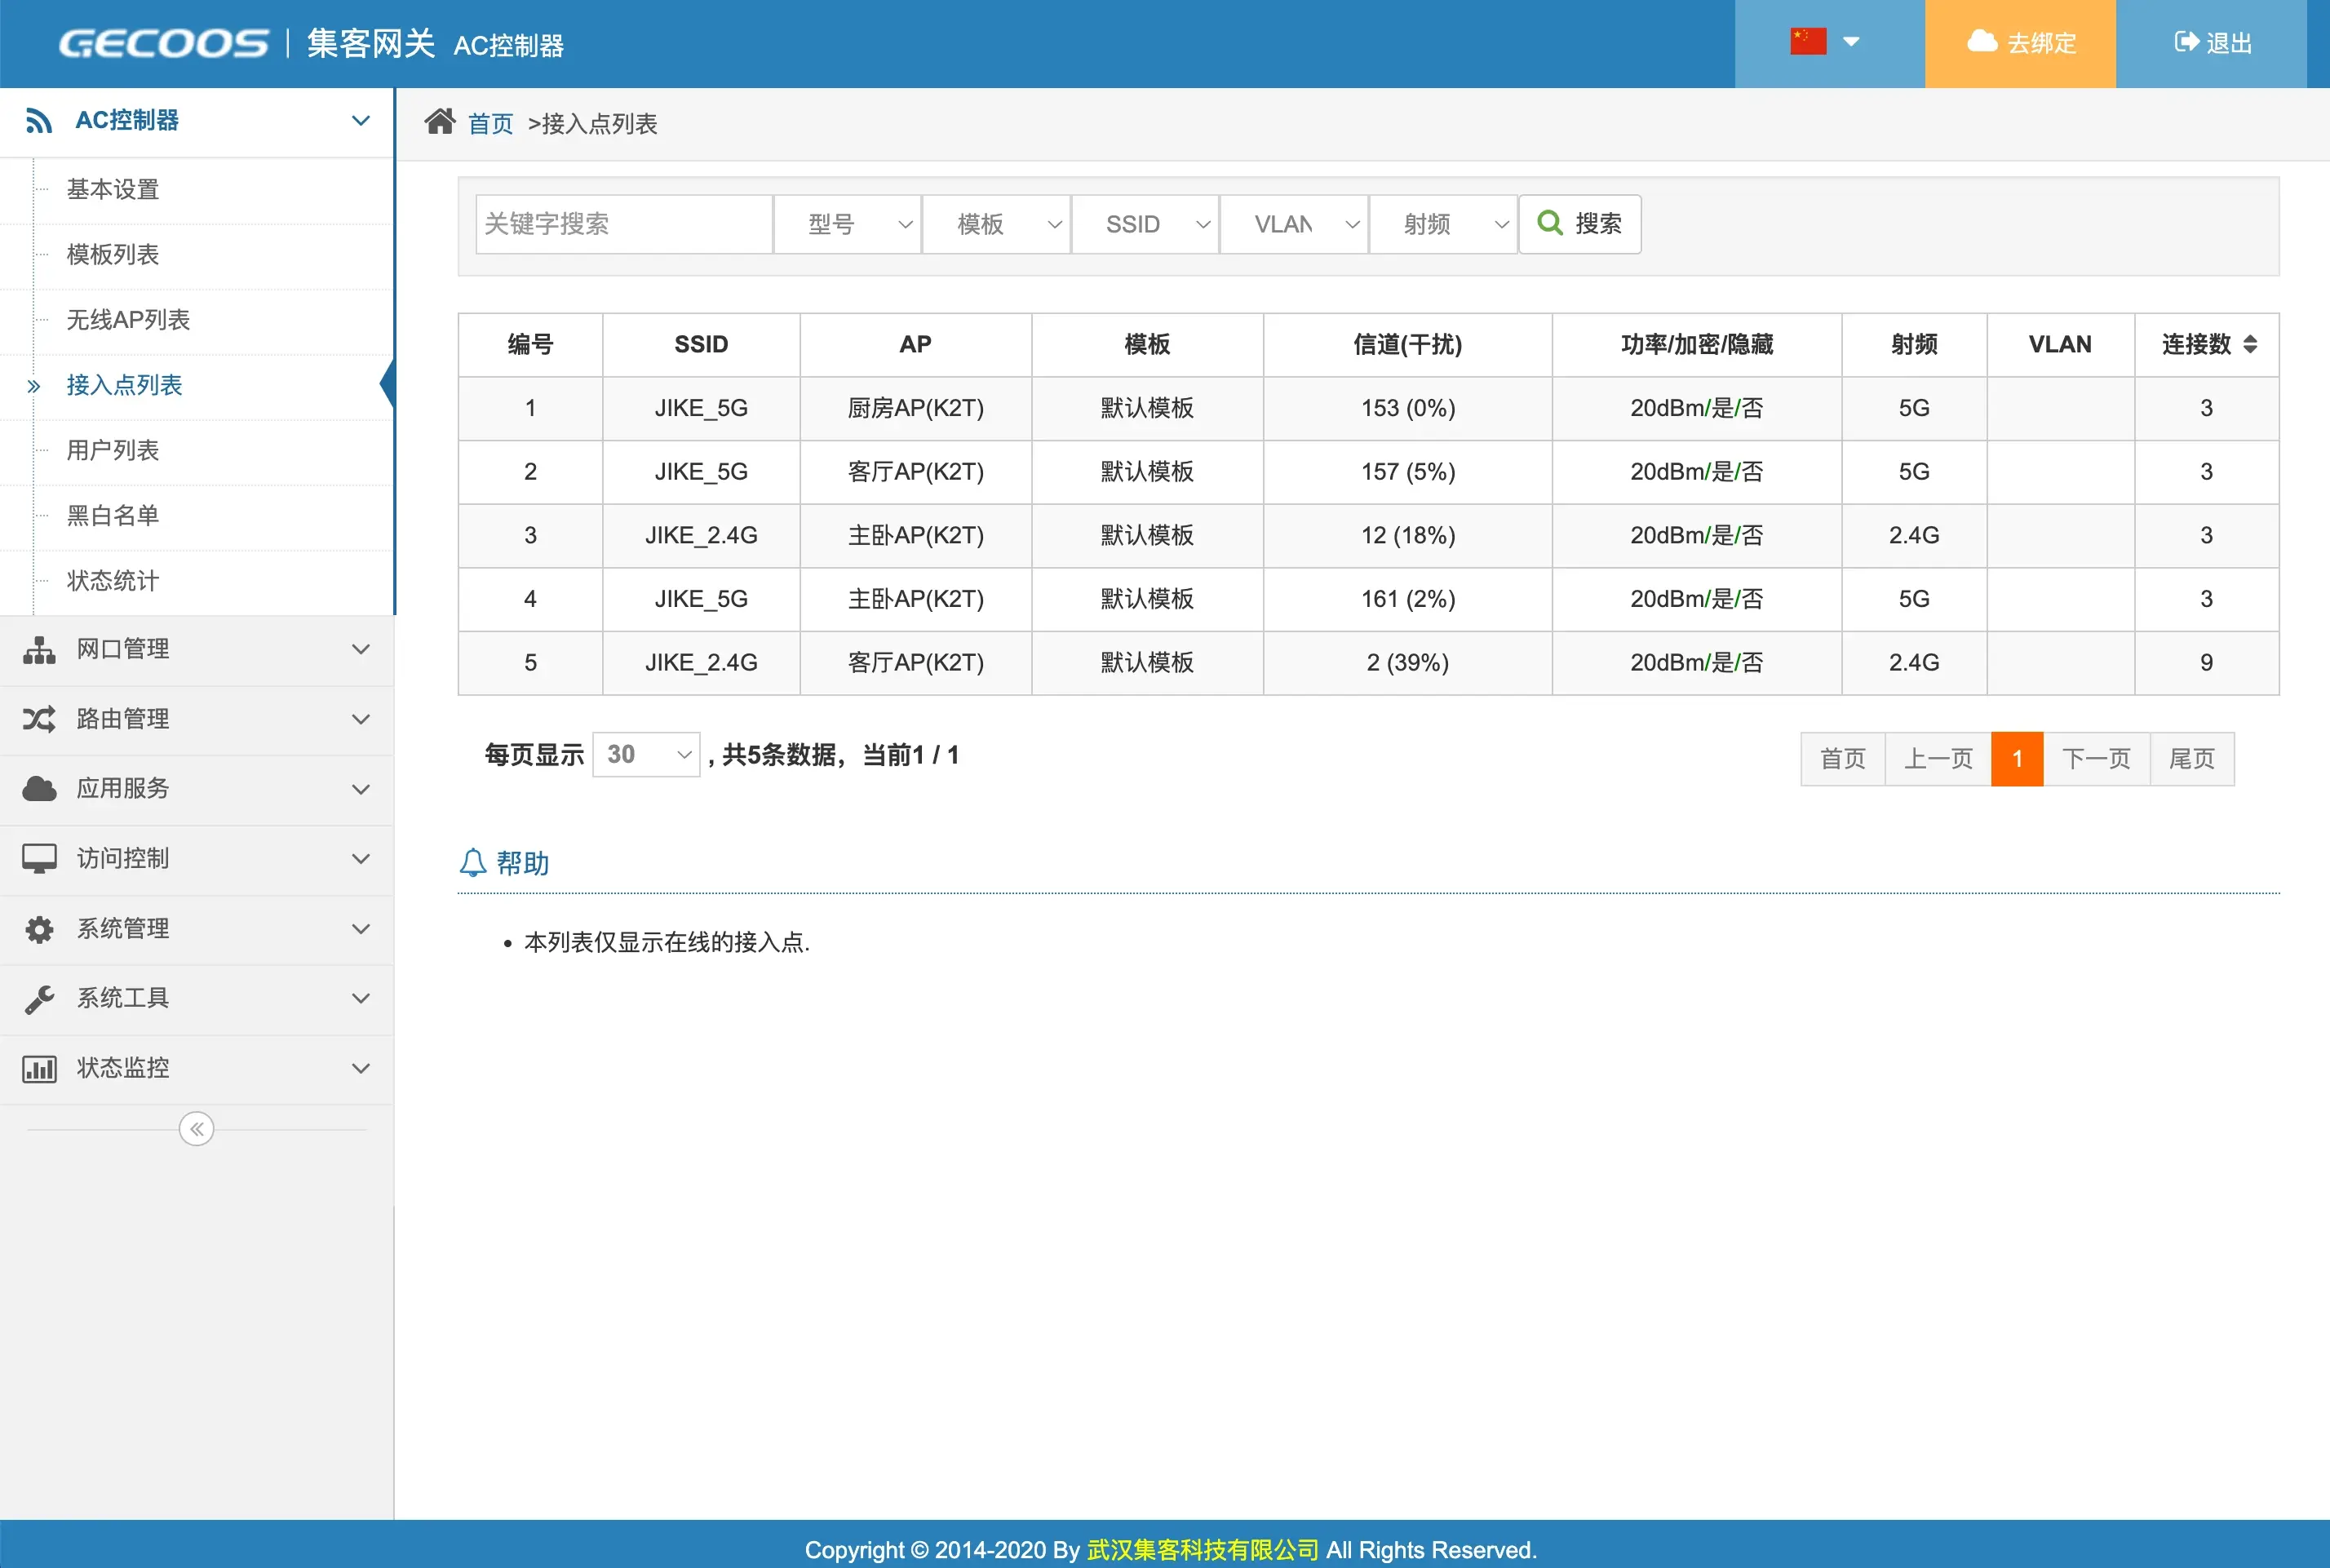 GECOOS | 集客网关 AC控制器
去绑定
退出
AC控制器
基本设置
模板列表
无线AP列表
接入点列表
用户列表
黑白名单
状态统计
网口管理
路由管理
应用服务
访问控制
系统管理
系统工具
状态监控
首页 >接入点列表
关键字搜索 型号 模板 SSID VLAN 射频 搜索
编号 SSID AP 模板 信道(干扰) 功率/加密/隐藏 射频 VLAN 连接数
1 JIKE_5G 厨房AP(K2T) 默认模板 153 (0%) 20dBm/是/否 5G 3
2 JIKE_5G 客厅AP(K2T) 默认模板 157 (5%) 20dBm/是/否 5G 3
3 JIKE_2.4G 主卧AP(K2T) 默认模板 12 (18%) 20dBm/是/否 2.4G 3
4 JIKE_5G 主卧AP(K2T) 默认模板 161 (2%) 20dBm/是/否 5G 3
5 JIKE_2.4G 客厅AP(K2T) 默认模板 2 (39%) 20dBm/是/否 2.4G 9
每页显示 30 , 共5条数据，当前1 / 1
首页 上一页 1 下一页 尾页
帮助
• 本列表仅显示在线的接入点.
Copyright © 2014-2020 By 武汉集客科技有限公司 All Rights Reserved.